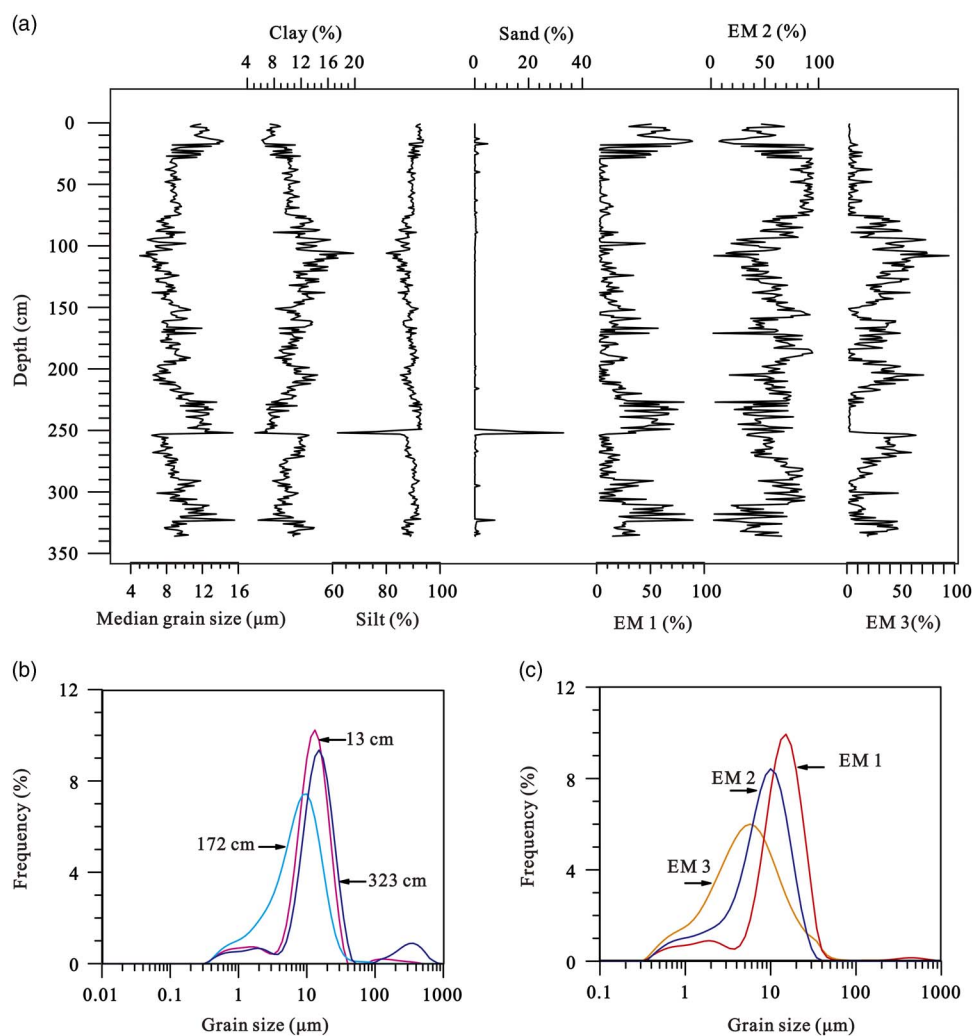 (a)
Clay (%)
Sand (%)
EM 2 (%)
4 8 12 16 20
0 20 40
0 50 100
0
50
100
150
200
250
300
350
Depth (cm)
4 8 12 16
60 80 100
0 50 100
0 50 100
Median grain size (μm)
Silt (%)
EM 1 (%)
EM 3(%)
(b)
12
8
4
0
Frequency (%)
13 cm
172 cm
323 cm
0.01 0.1 1 10 100 1000
Grain size (μm)
(c)
12
8
4
0
Frequency (%)
EM 1
EM 2
EM 3
0.1 1 10 100 1000
Grain size (μm)